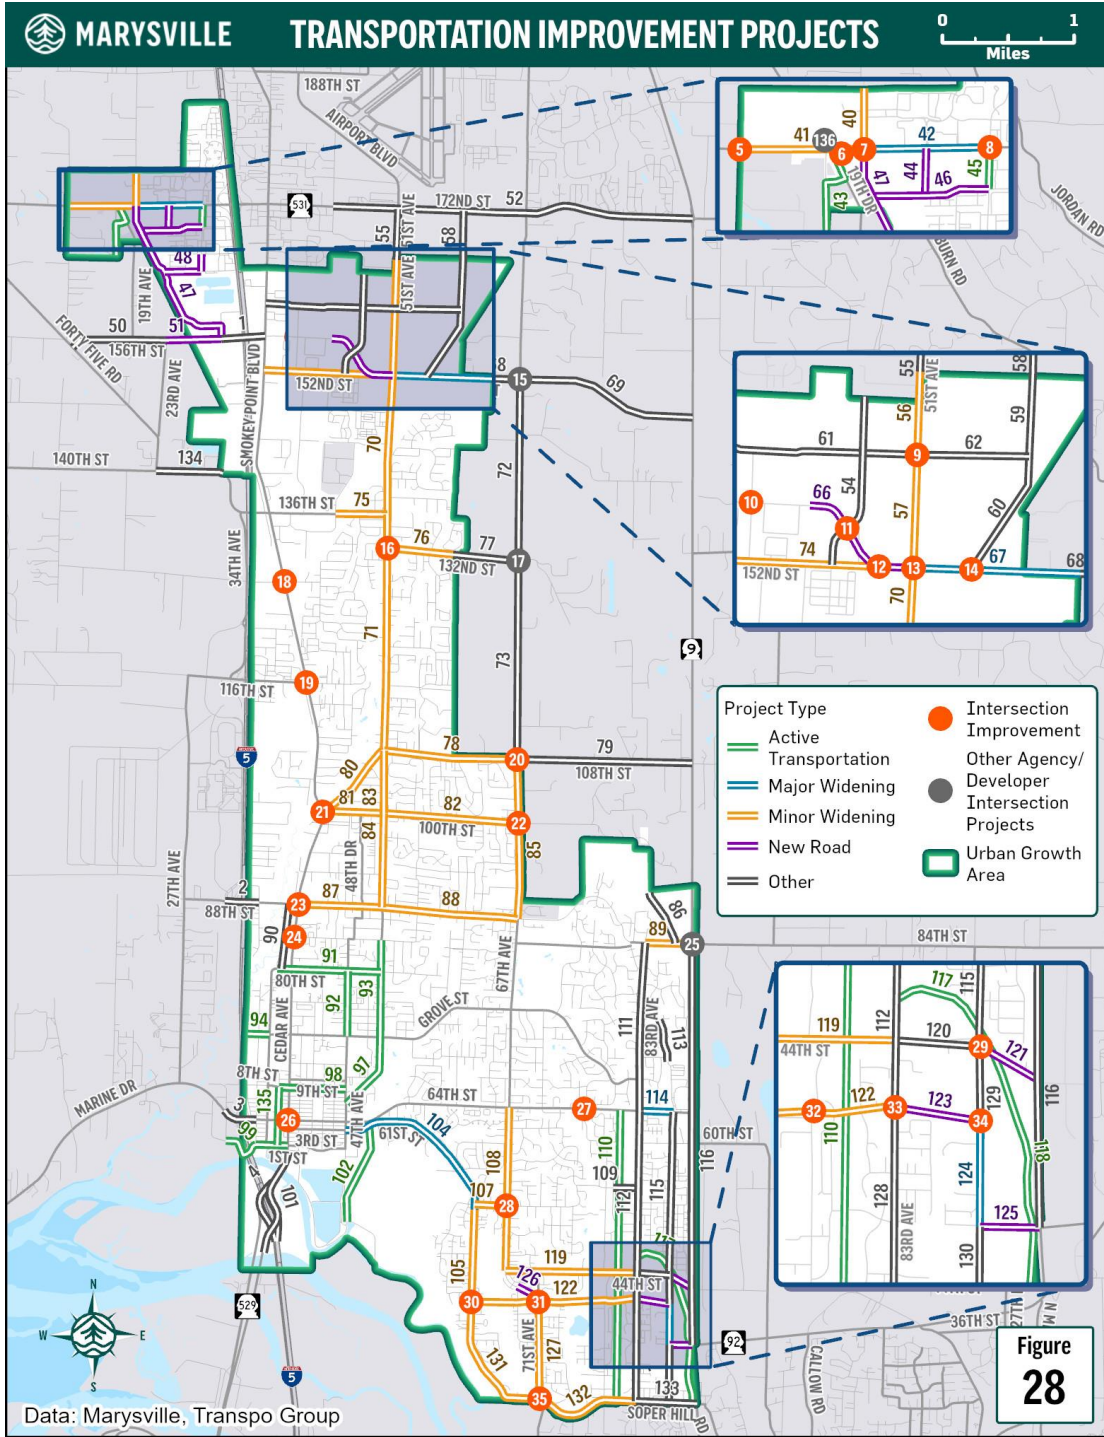 MARYSVILLE
TRANSPORTATION IMPROVEMENT PROJECTS
0 1
Miles
188TH ST
AIRPORT BLVD
531
172ND ST
52
51ST AVE
55
58
51ST AVE
19TH AVE
48
47
50
51
1
156TH ST
FORTY FIVE RD
23RD AVE
SMOKEY POINT BLVD
152ND ST
8
15
69
70
72
140TH ST
134
136TH ST
75
16
76
77
132ND ST
17
34TH AVE
18
71
73
9
116TH ST
19
5
78
20
79
108TH ST
80
81
83
21
82
22
100TH ST
84
85
48TH DR
27TH AVE
2
88TH ST
23
87
88
90
24
86
89
25
84TH ST
91
80TH ST
92
93
67TH AVE
GROVE ST
94
CEDAR AVE
111
83RD AVE
113
8TH ST
98
97
9TH ST
MARINE DR
135
3
26
64TH ST
27
114
47TH AVE
104
3RD ST
61ST ST
99
1ST ST
102
101
108
110
109
112
115
116
60TH ST
107
28
119
44TH ST
105
126
30
31
122
529
71ST AVE
127
131
35
132
133
SOPER HILL RD
92
36TH ST
CALLOW RD
5
N
W E
S
JORDAN RD
BURN RD
5
41
136
6
40
7
42
8
47
19TH DR
44
46
45
43
55
51ST AVE
56
58
59
61
62
9
54
10
66
11
57
60
74
12
13
14
67
68
152ND ST
70
Project Type
Active
Transportation
Major Widening
Minor Widening
New Road
Other
Intersection
Improvement
Other Agency/
Developer
Intersection
Projects
Urban Growth
Area
117
115
112
119
120
29
121
44TH ST
116
32
122
33
123
129
34
110
118
124
128
83RD AVE
125
130
Figure
28
Data: Marysville, Transpo Group